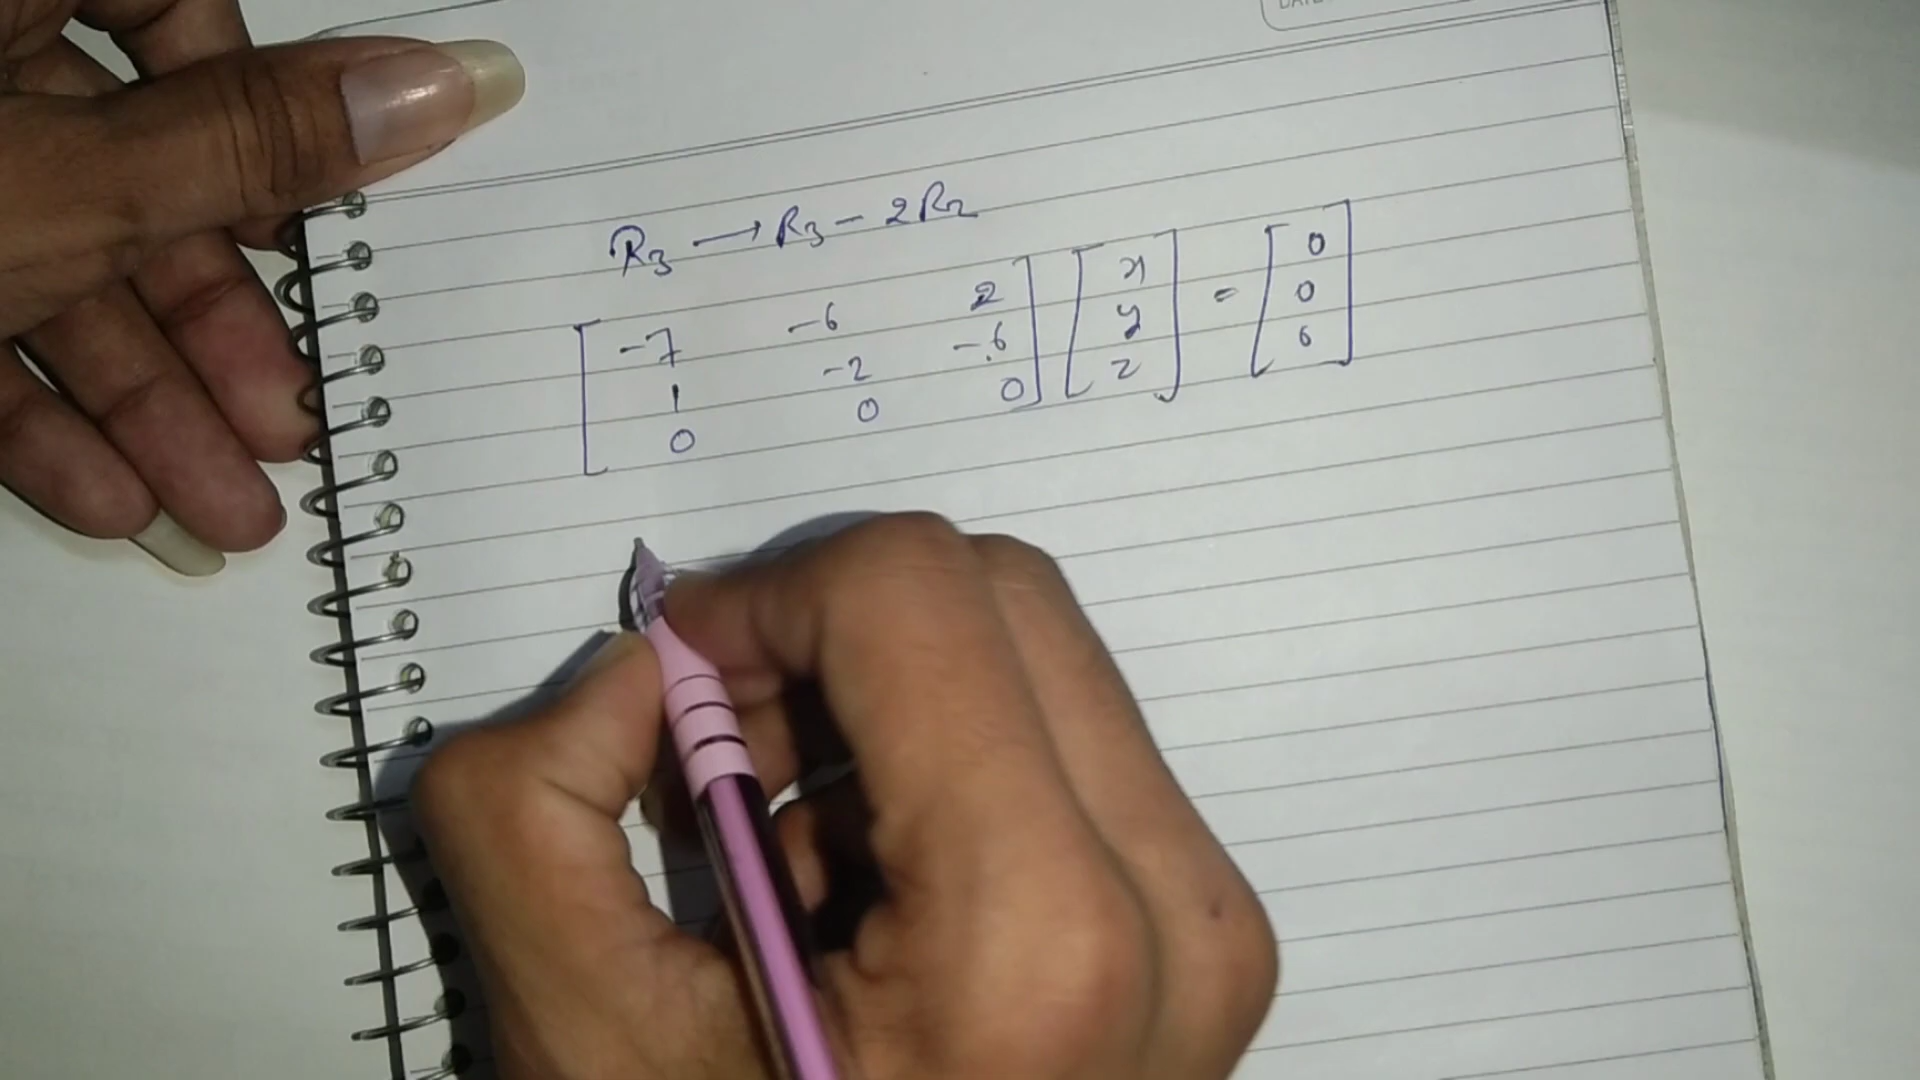 R3 → R3 - 2R2
[ -7 -6 2 ] [ x ] = [ 0 ]
[ 1 -2 -6 ] [ y ] [ 0 ]
[ 0 0 0 ] [ z ] [ 0 ]